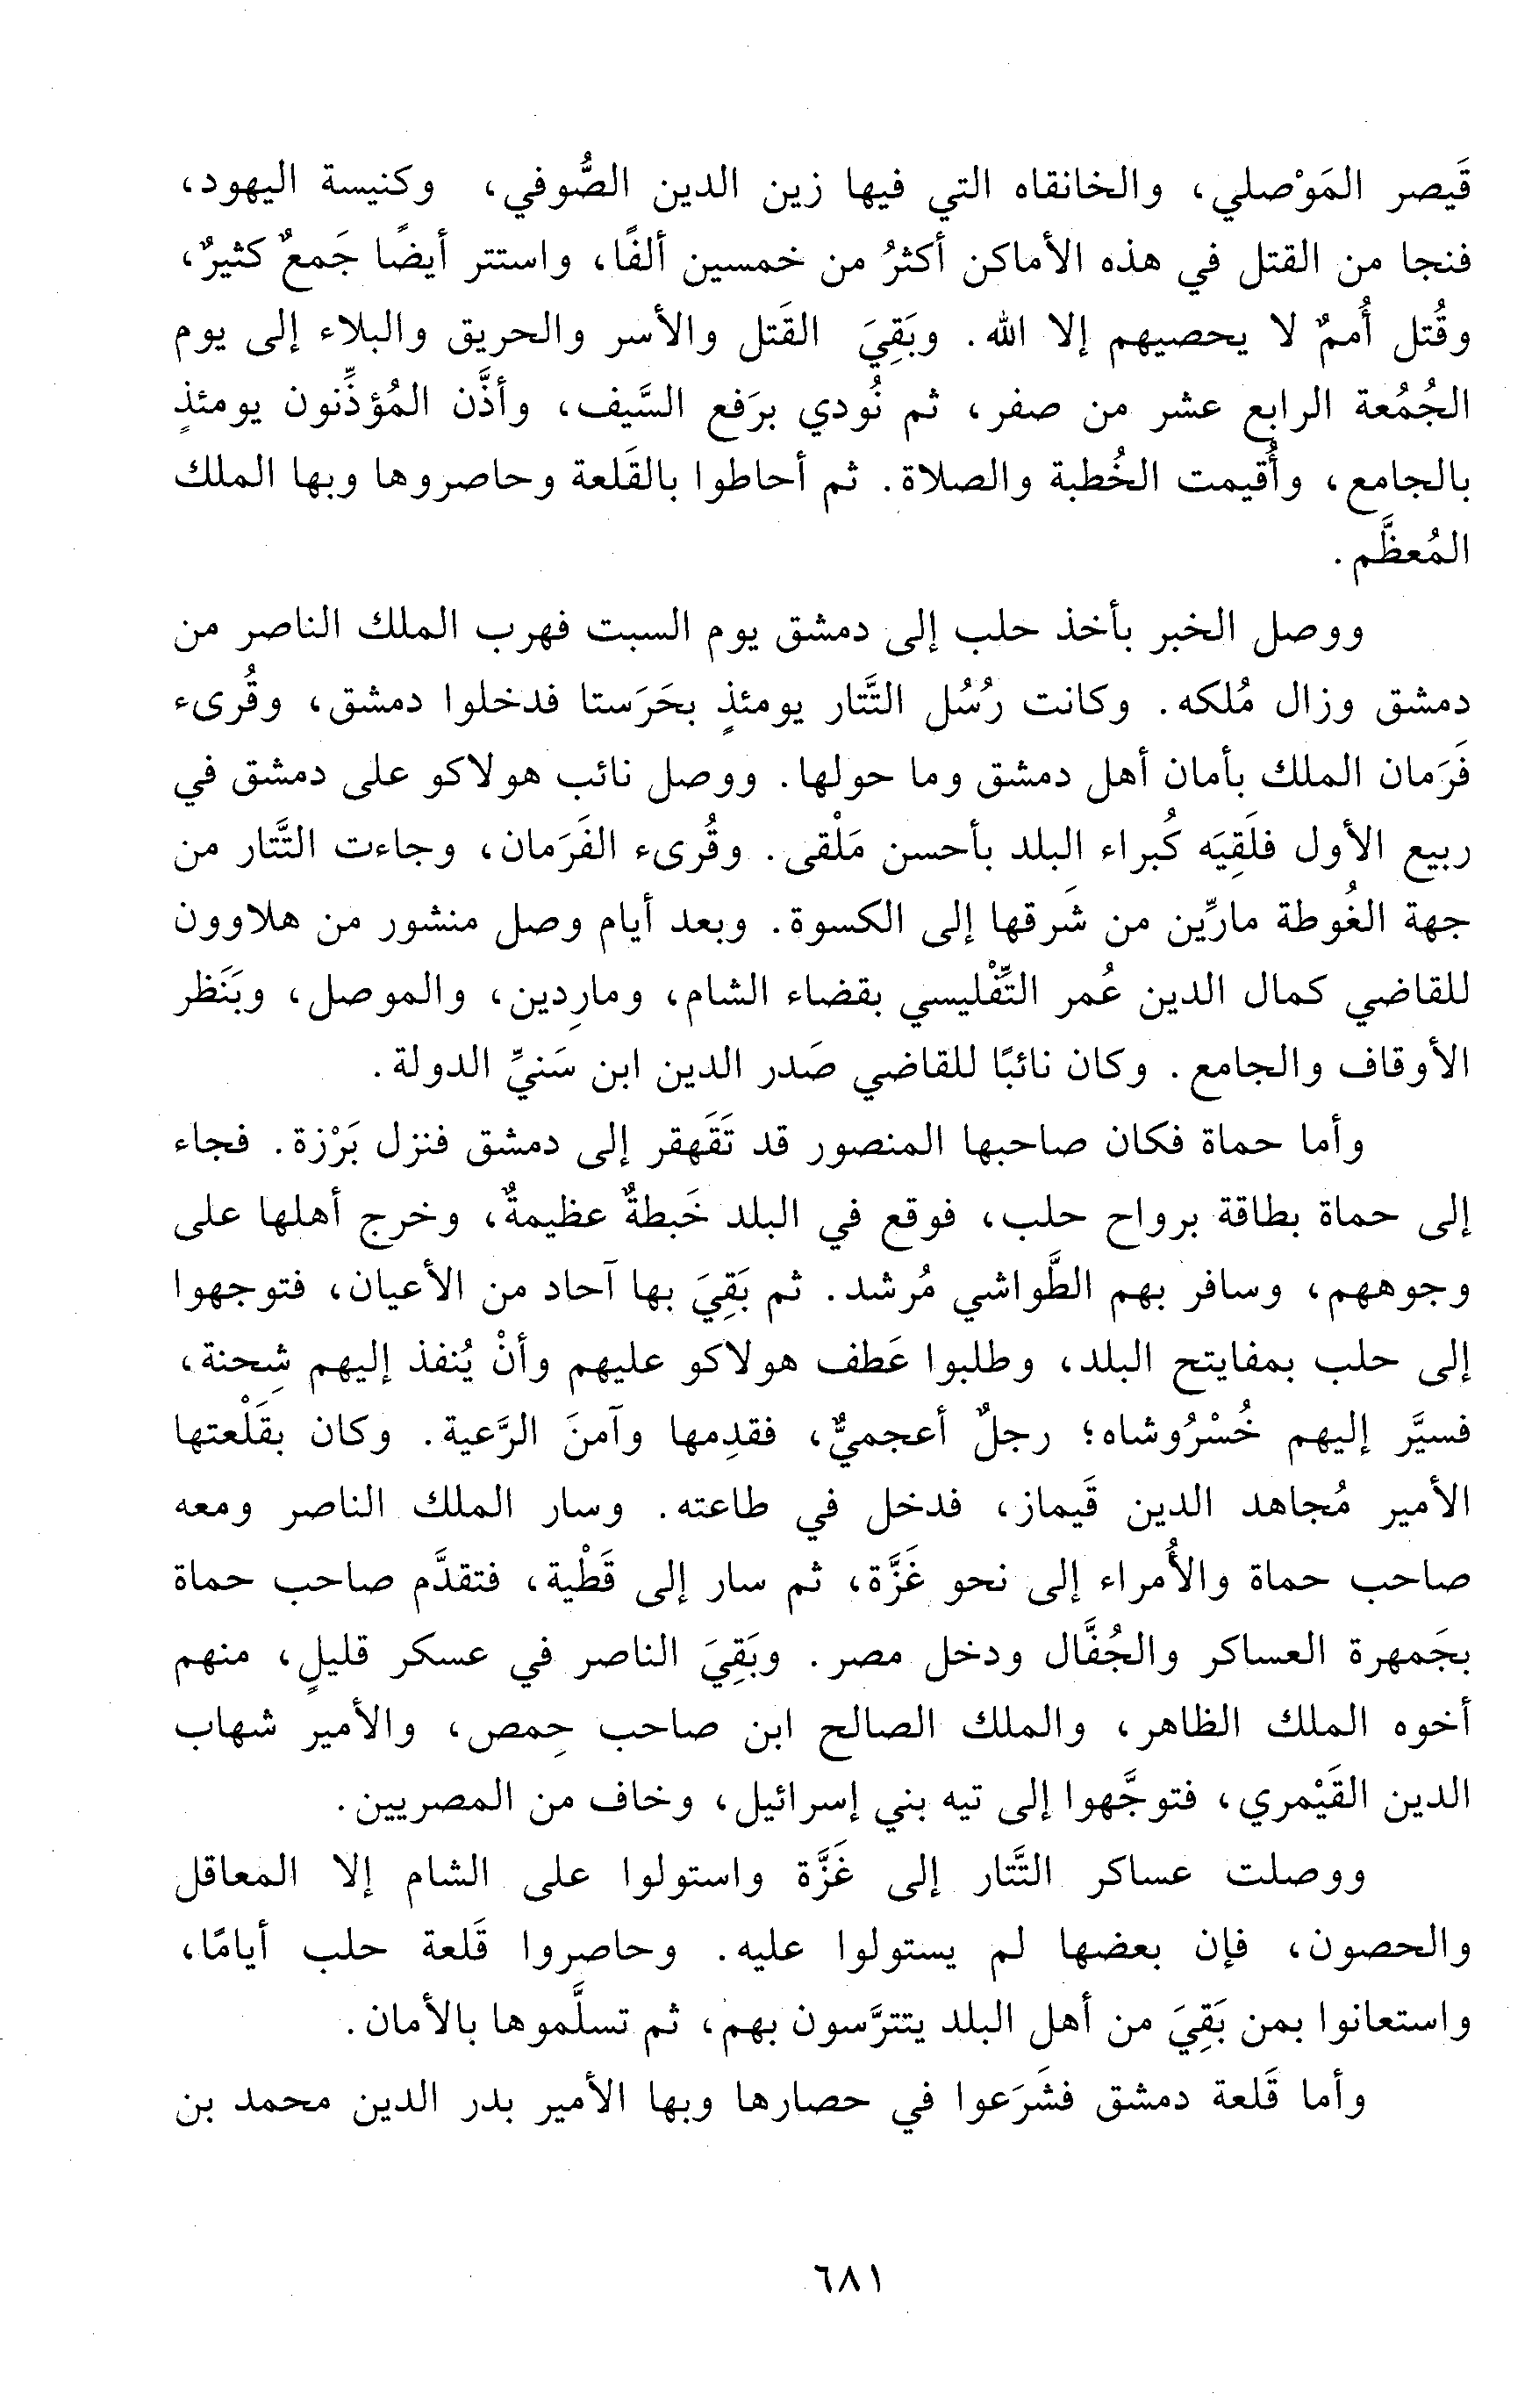 قَيصر المَوْصلي، والخانقاه التي فيها زين الدين الصُّوفي، وكنيسة اليهود،
فنجا من القتل في هذه الأماكن أكثرُ من خمسين ألفًا، واستتر أيضًا جَمعٌ كثيرٌ،
وقُتل أُممٌ لا يحصيهم إلا الله. وبَقِيَ القَتل والأسر والحريق والبلاء إلى يوم
الجُمُعة الرابع عشر من صفر، ثم نُودي برَفع السَّيف، وأذَّن المُؤذِّنون يومئذٍ
بالجامع، وأُقيمت الخُطبة والصلاة. ثم أحاطوا بالقَلعة وحاصروها وبها الملك
المُعظَّم.
ووصل الخبر بأخذ حلب إلى دمشق يوم السبت فهرب الملك الناصر من
دمشق وزال مُلكه. وكانت رُسُل التَّتار يومئذٍ بحَرَستا فدخلوا دمشق، وقُرىء
فَرَمان الملك بأمان أهل دمشق وما حولها. ووصل نائب هولاكو على دمشق في
ربيع الأول فلَقِيَه كُبراء البلد بأحسن مَلْقى. وقُرىء الفَرَمان، وجاءت التَّتار من
جهة الغُوطة مارِّين من شَرقها إلى الكسوة. وبعد أيام وصل منشور من هلاوون
للقاضي كمال الدين عُمر التِّفْليسي بقضاء الشام، ومارِدين، والموصل، وبَنَظر
الأوقاف والجامع. وكان نائبًا للقاضي صَدر الدين ابن سَنيِّ الدولة.
وأما حماة فكان صاحبها المنصور قد تَقَهقر إلى دمشق فنزل بَرْزة. فجاء
إلى حماة بطاقة برواح حلب، فوقع في البلد خَبطةٌ عظيمةٌ، وخرج أهلها على
وجوههم، وسافر بهم الطَّواشي مُرشد. ثم بَقِيَ بها آحاد من الأعيان، فتوجهوا
إلى حلب بمفايتح البلد، وطلبوا عَطف هولاكو عليهم وأنْ يُنفذ إليهم شِحنة،
فسيَّر إليهم خُسْرُوشاه؛ رجلٌ أعجميٌّ، فقدِمها وآمنَ الرَّعية. وكان بقَلْعتها
الأمير مُجاهد الدين قَيماز، فدخل في طاعته. وسار الملك الناصر ومعه
صاحب حماة والأُمراء إلى نحو غَزَّة، ثم سار إلى قَطْية، فتقدَّم صاحب حماة
بجَمهرة العساكر والجُفَّال ودخل مصر. وبَقِيَ الناصر في عسكر قليلٍ، منهم
أخوه الملك الظاهر، والملك الصالح ابن صاحب حِمص، والأمير شهاب
الدين القَيْمري، فتوجَّهوا إلى تيه بني إسرائيل، وخاف من المصريين.
ووصلت عساكر التَّتار إلى غَزَّة واستولوا على الشام إلا المعاقل
والحصون، فإن بعضها لم يستولوا عليه. وحاصروا قَلعة حلب أيامًا،
واستعانوا بمن بَقِيَ من أهل البلد يتترَّسون بهم، ثم تسلَّموها بالأمان.
وأما قَلعة دمشق فشَرَعوا في حصارها وبها الأمير بدر الدين محمد بن
٦٨١